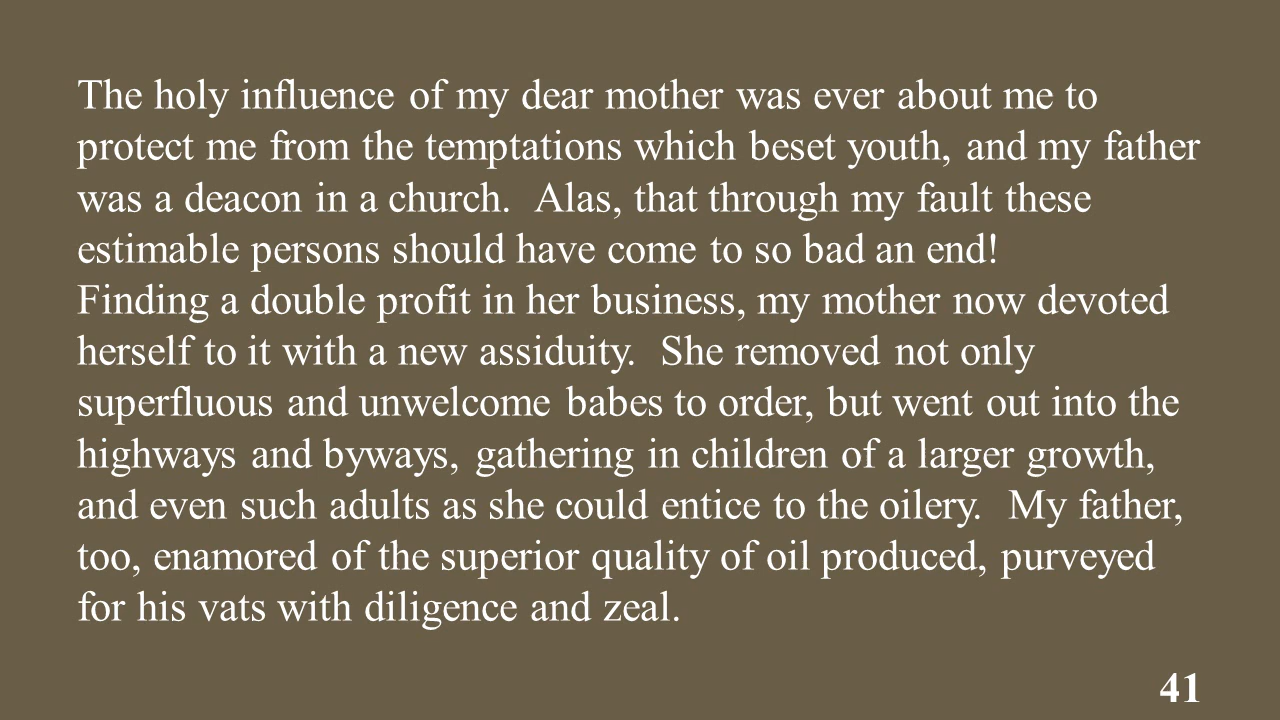 The holy influence of my dear mother was ever about me to
protect me from the temptations which beset youth, and my father
was a deacon in a church.  Alas, that through my fault these
estimable persons should have come to so bad an end!
Finding a double profit in her business, my mother now devoted
herself to it with a new assiduity.  She removed not only
superfluous and unwelcome babes to order, but went out into the
highways and byways, gathering in children of a larger growth,
and even such adults as she could entice to the oilery.  My father,
too, enamored of the superior quality of oil produced, purveyed
for his vats with diligence and zeal.
41